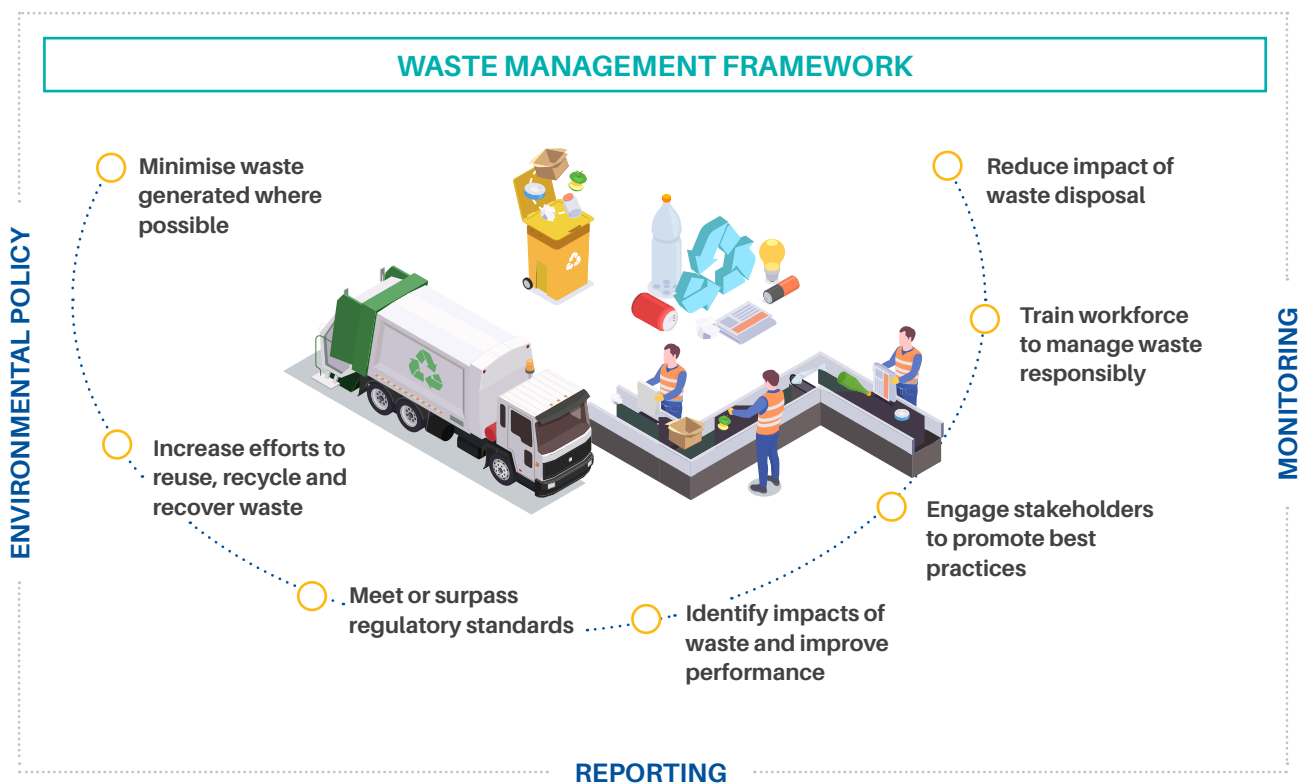 WASTE MANAGEMENT FRAMEWORK
Minimise waste
generated where
possible
Increase efforts to
reuse, recycle and
recover waste
Meet or surpass
regulatory standards
Identify impacts of
waste and improve
performance
Engage stakeholders
to promote best
practices
Train workforce
to manage waste
responsibly
Reduce impact of
waste disposal
ENVIRONMENTAL POLICY
REPORTING
MONITORING